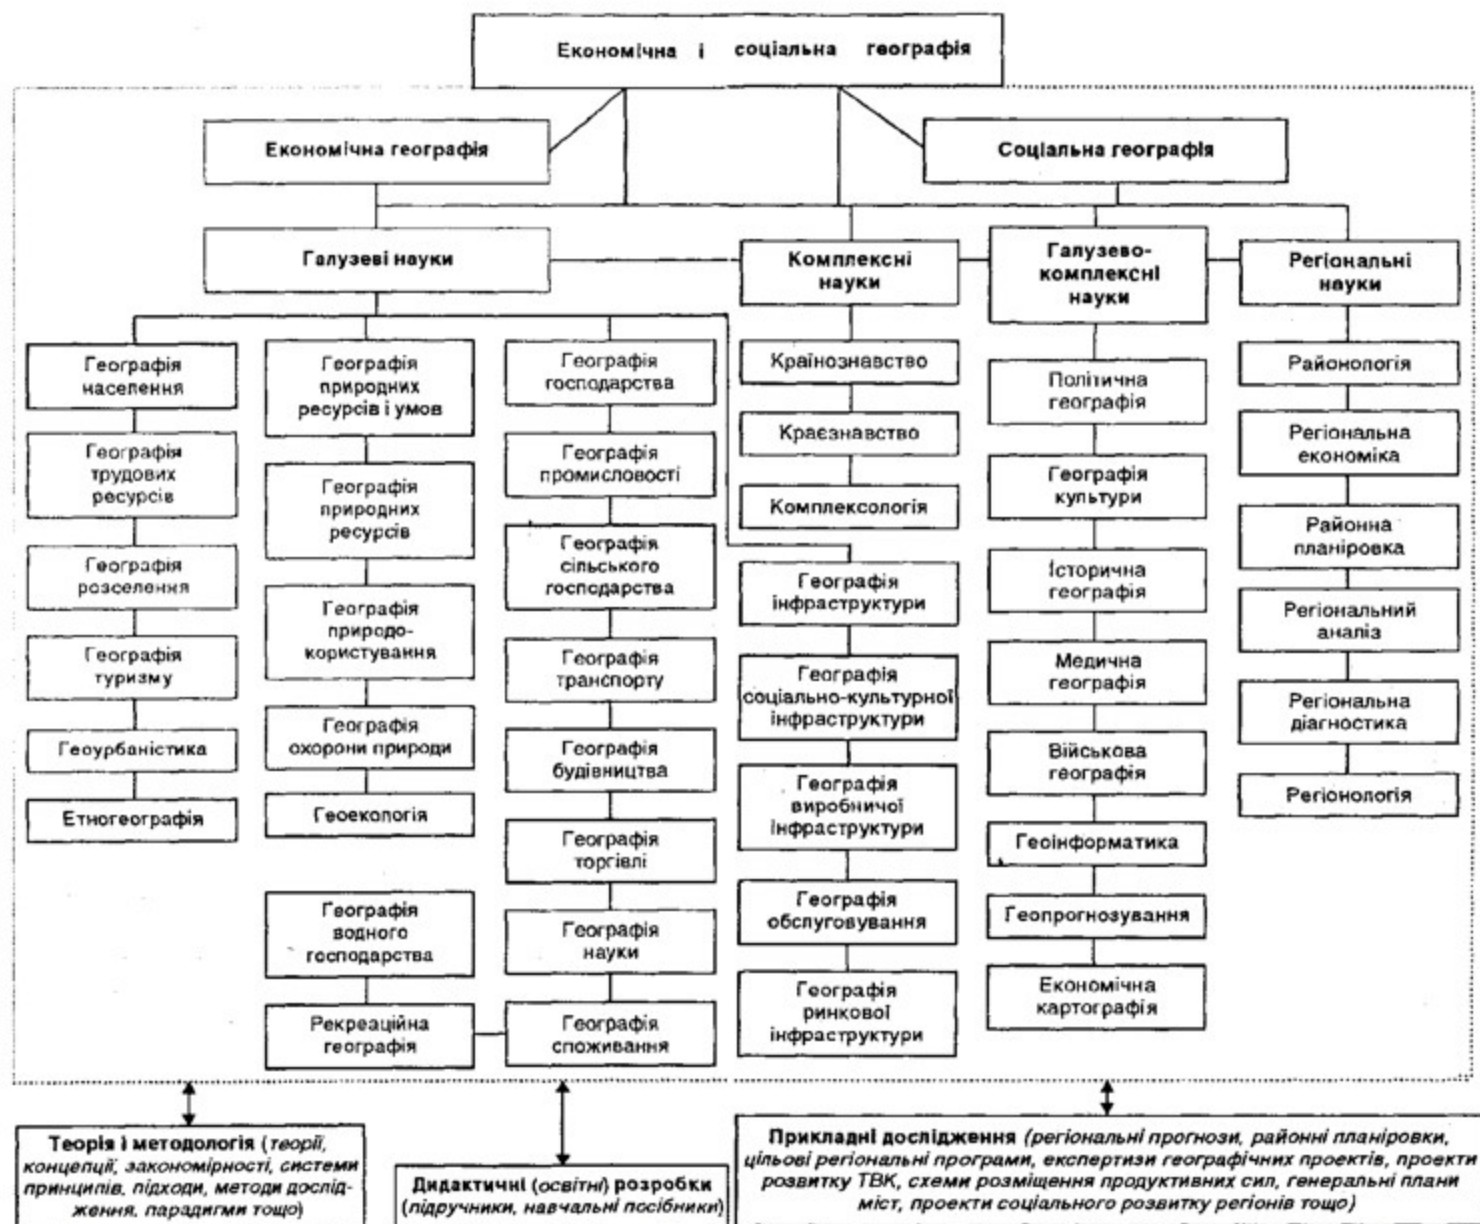 Економічна і соціальна географія
Економічна географія
Соціальна географія
Галузеві науки
Комплексні
науки
Галузево-
комплексні
науки
Регіональні
науки
Географія
населення
Географія
трудових
ресурсів
Географія
розселення
Географія
туризму
Геоурбаністика
Етногеографія
Географія
природних
ресурсів і умов
Географія
природних
ресурсів
Географія
природо-
користування
Географія
охорони природи
Геоекологія
Географія
водного
господарства
Рекреаційна
географія
Географія
господарства
Географія
промисловості
Географія
сільського
господарства
Географія
транспорту
Географія
будівництва
Географія
торгівлі
Географія
науки
Географія
споживання
Країнознавство
Краєзнавство
Комплексологія
Географія
інфраструктури
Географія
соціально-культурної
інфраструктури
Географія
виробничої
інфраструктури
Географія
обслуговування
Географія
ринкової
інфраструктури
Політична
географія
Географія
культури
Історична
географія
Медична
географія
Військова
географія
Геоінформатика
Геопрогнозування
Економічна
картографія
Районологія
Регіональна
економіка
Районна
планіровка
Регіональний
аналіз
Регіональна
діагностика
Регіонологія
Теорія і методологія (теорії,
концепції, закономірності, системи
принципів, підходи, методи дослід-
ження, парадигми тощо)
Дидактичні (освітні) розробки
(підручники, навчальні посібники)
Прикладні дослідження (регіональні прогнози, районні планіровки,
цільові регіональні програми, експертизи географічних проектів, проекти
розвитку ТВК, схеми розміщення продуктивних сил, генеральні плани
міст, проекти соціального розвитку регіонів тощо)